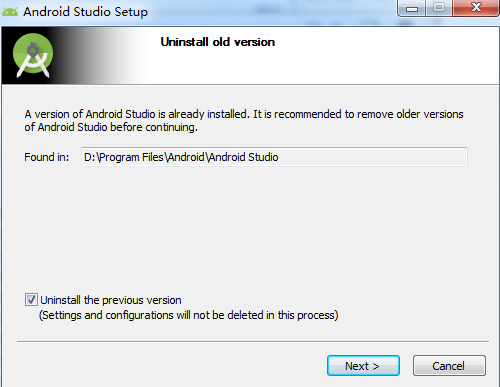 Android Studio Setup
Uninstall old version
A version of Android Studio is already installed. It is recommended to remove older versions
of Android Studio before continuing.
Found in: D:\Program Files\Android\Android Studio
Uninstall the previous version
(Settings and configurations will not be deleted in this process)
Next > Cancel